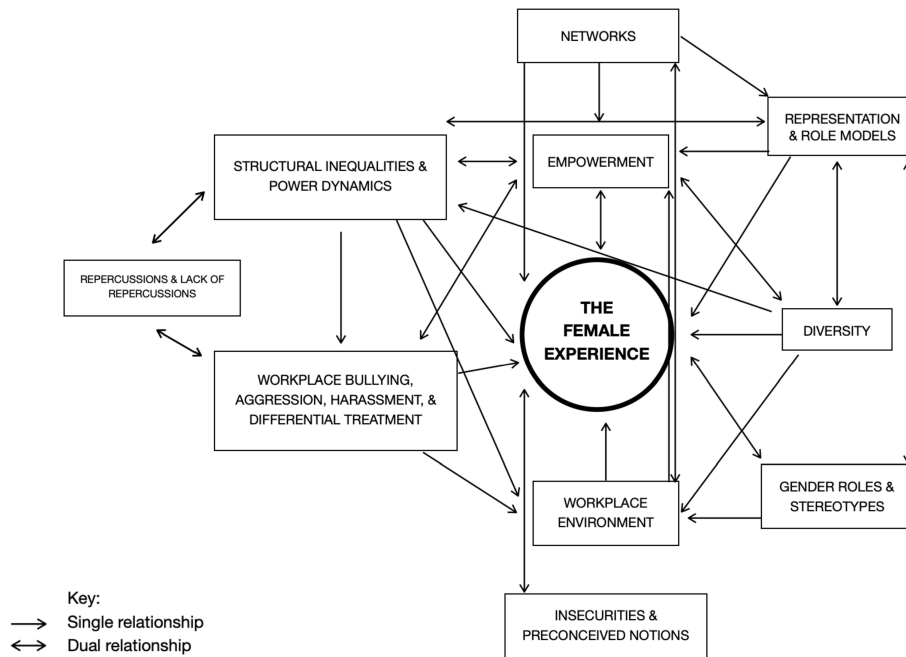 NETWORKS
REPRESENTATION
& ROLE MODELS
STRUCTURAL INEQUALITIES &
POWER DYNAMICS
EMPOWERMENT
REPERCUSSIONS & LACK OF
REPERCUSSIONS
THE
FEMALE
EXPERIENCE
DIVERSITY
WORKPLACE BULLYING,
AGGRESSION, HARASSMENT, &
DIFFERENTIAL TREATMENT
WORKPLACE
ENVIRONMENT
GENDER ROLES &
STEREOTYPES
INSECURITIES &
PRECONCEIVED NOTIONS
Key:
Single relationship
Dual relationship